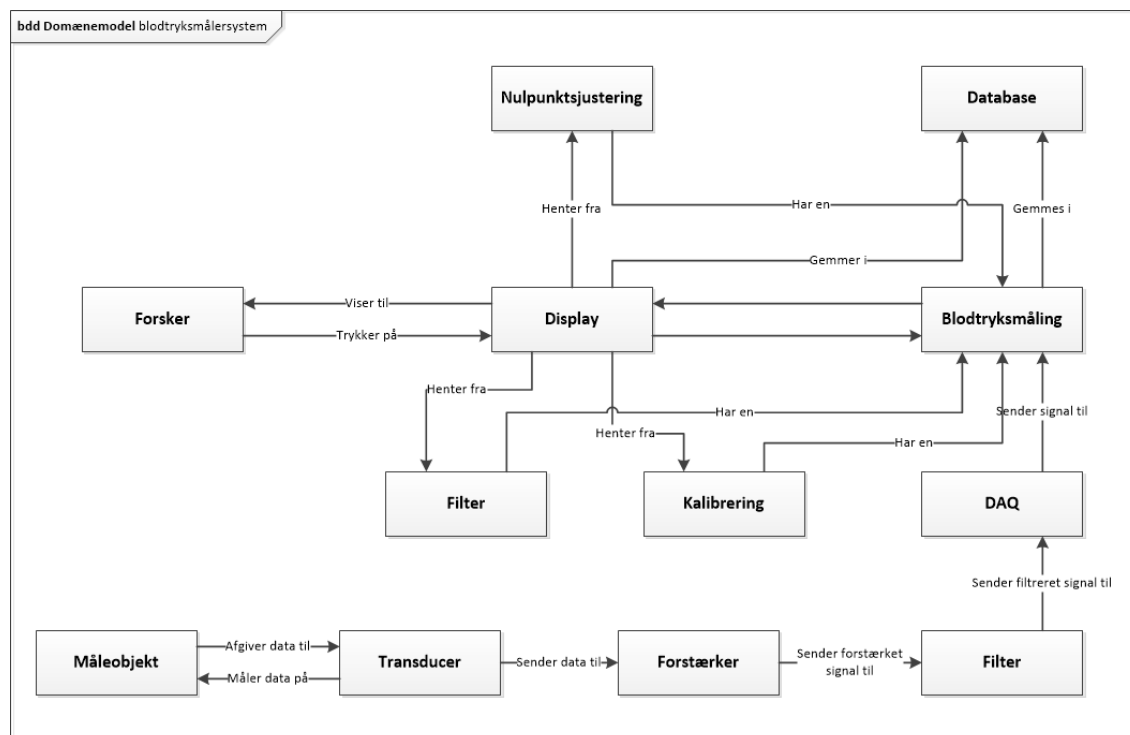 bdd Domænemodel blodtryksmålersystem
Nulpunktsjustering
Database
Henter fra
Har en
Gemmes i
Gemmer i
Forsker
Viser til
Trykker på
Display
Blodtryksmåling
Henter fra
Har en
Sender signal til
Henter fra
Har en
Filter
Kalibrering
DAQ
Sender filtreret signal til
Måleobjekt
Afgiver data til
Måler data på
Transducer
Sender data til
Forstærker
Sender forstærket
signal til
Filter